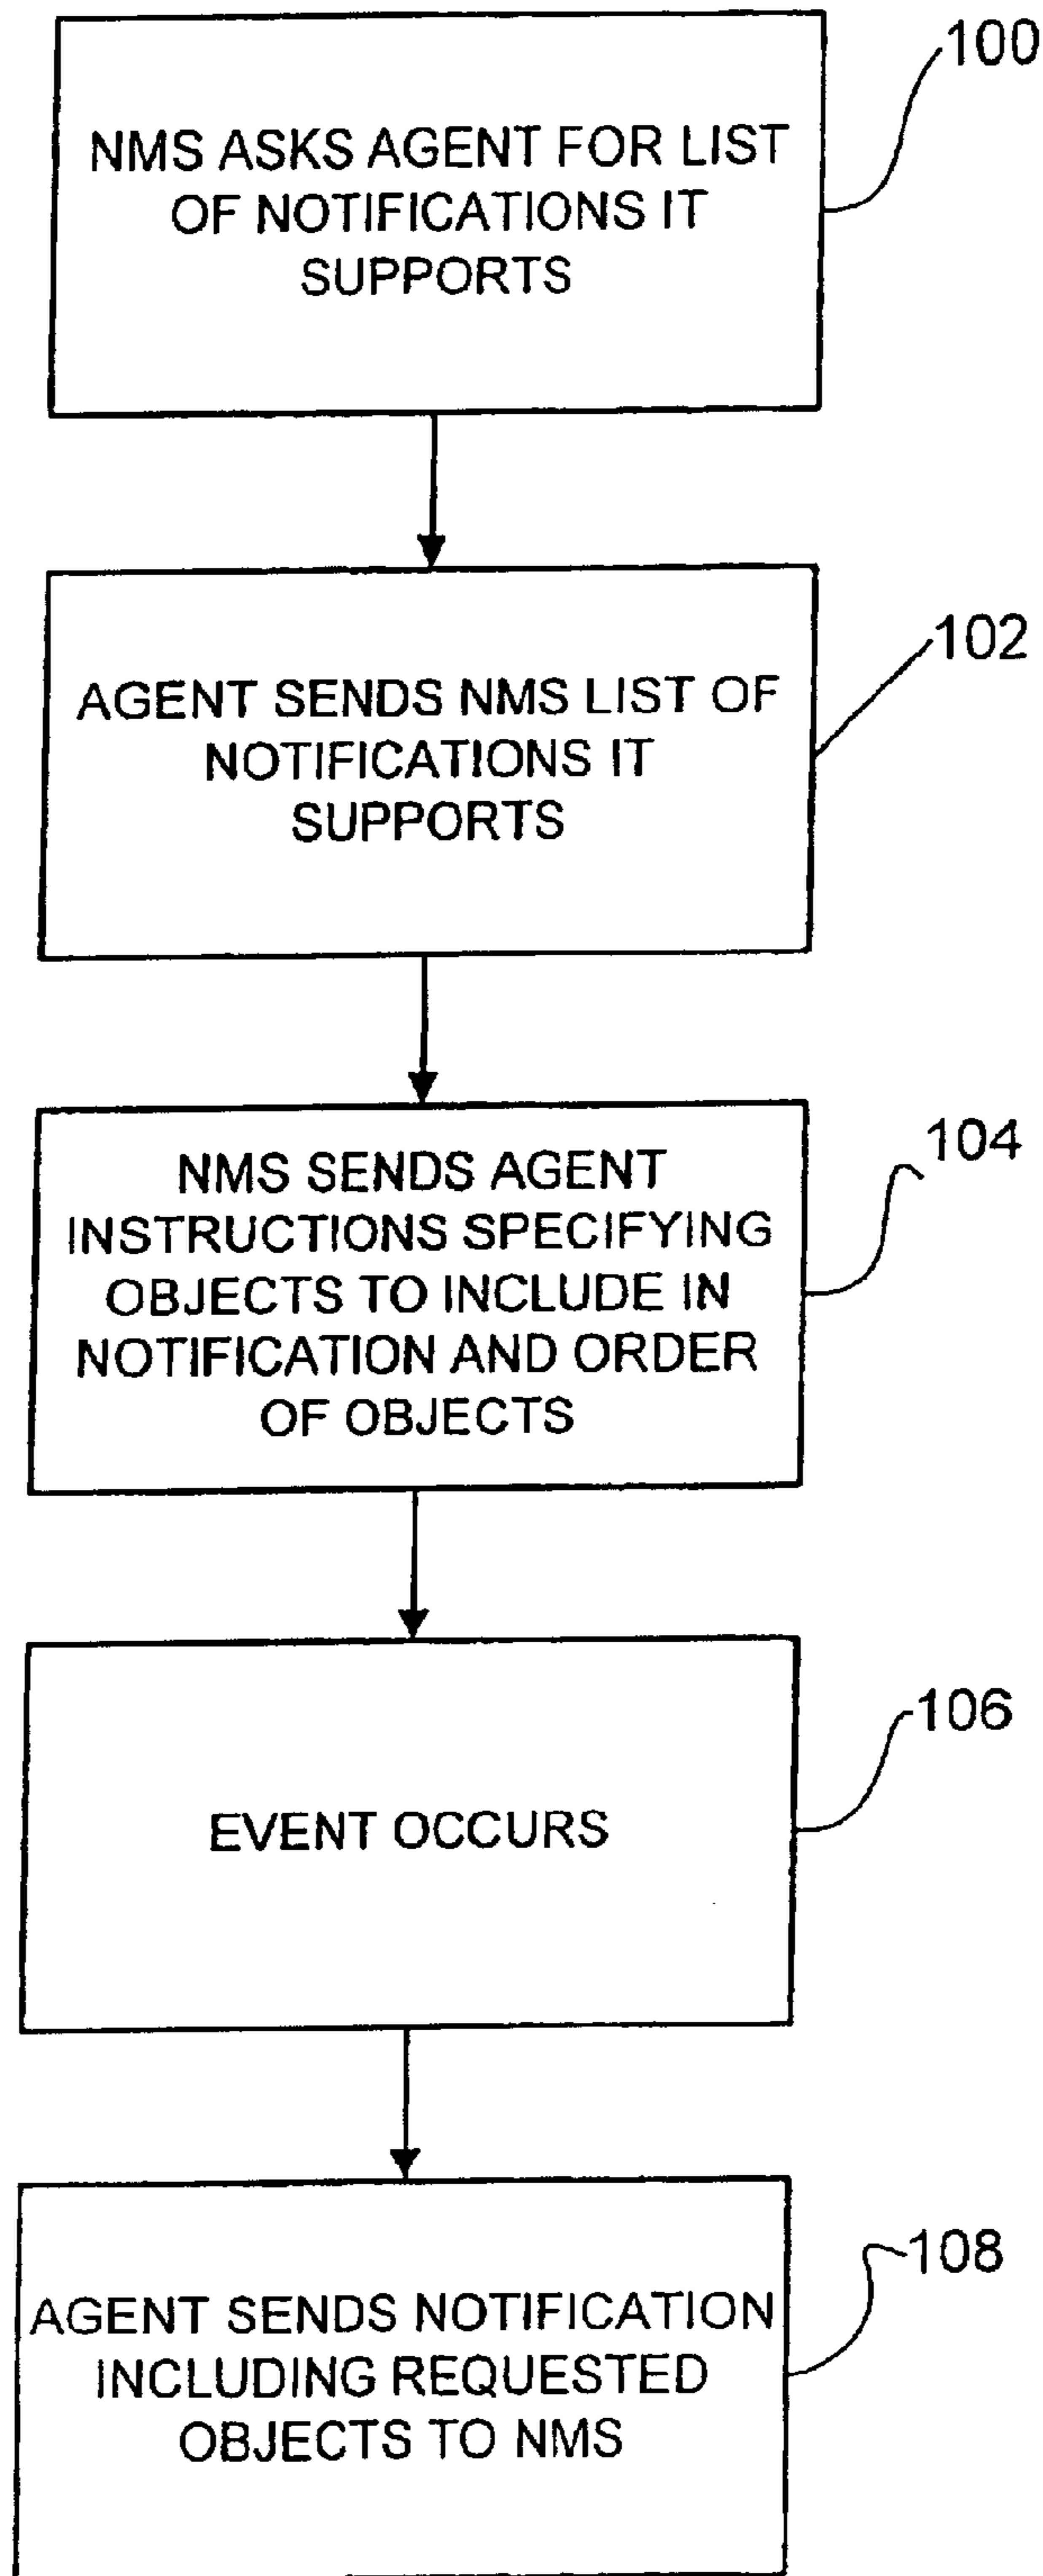 100
NMS ASKS AGENT FOR LIST
OF NOTIFICATIONS IT
SUPPORTS
102
AGENT SENDS NMS LIST OF
NOTIFICATIONS IT
SUPPORTS
104
NMS SENDS AGENT
INSTRUCTIONS SPECIFYING
OBJECTS TO INCLUDE IN
NOTIFICATION AND ORDER
OF OBJECTS
106
EVENT OCCURS
108
AGENT SENDS NOTIFICATION
INCLUDING REQUESTED
OBJECTS TO NMS